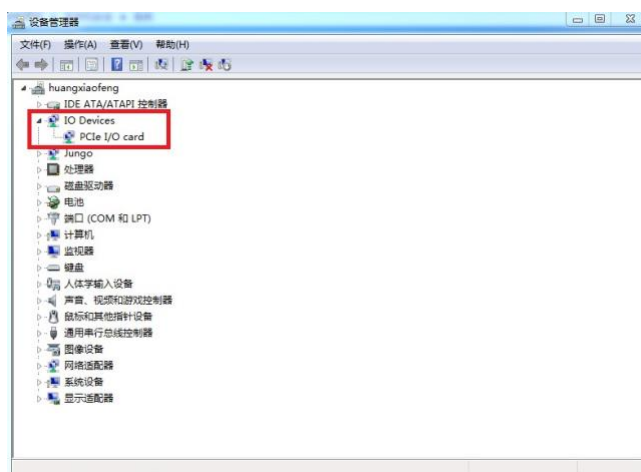 设备管理器
文件(F) 操作(A) 查看(V) 帮助(H)
huangxiaofeng
IDE ATA/ATAPI 控制器
IO Devices
PCIe I/O card
Jungo
处理器
磁盘驱动器
电池
端口 (COM 和 LPT)
计算机
监视器
键盘
人体学输入设备
声音、视频和游戏控制器
鼠标和其他指针设备
通用串行总线控制器
图像设备
网络适配器
系统设备
显示适配器